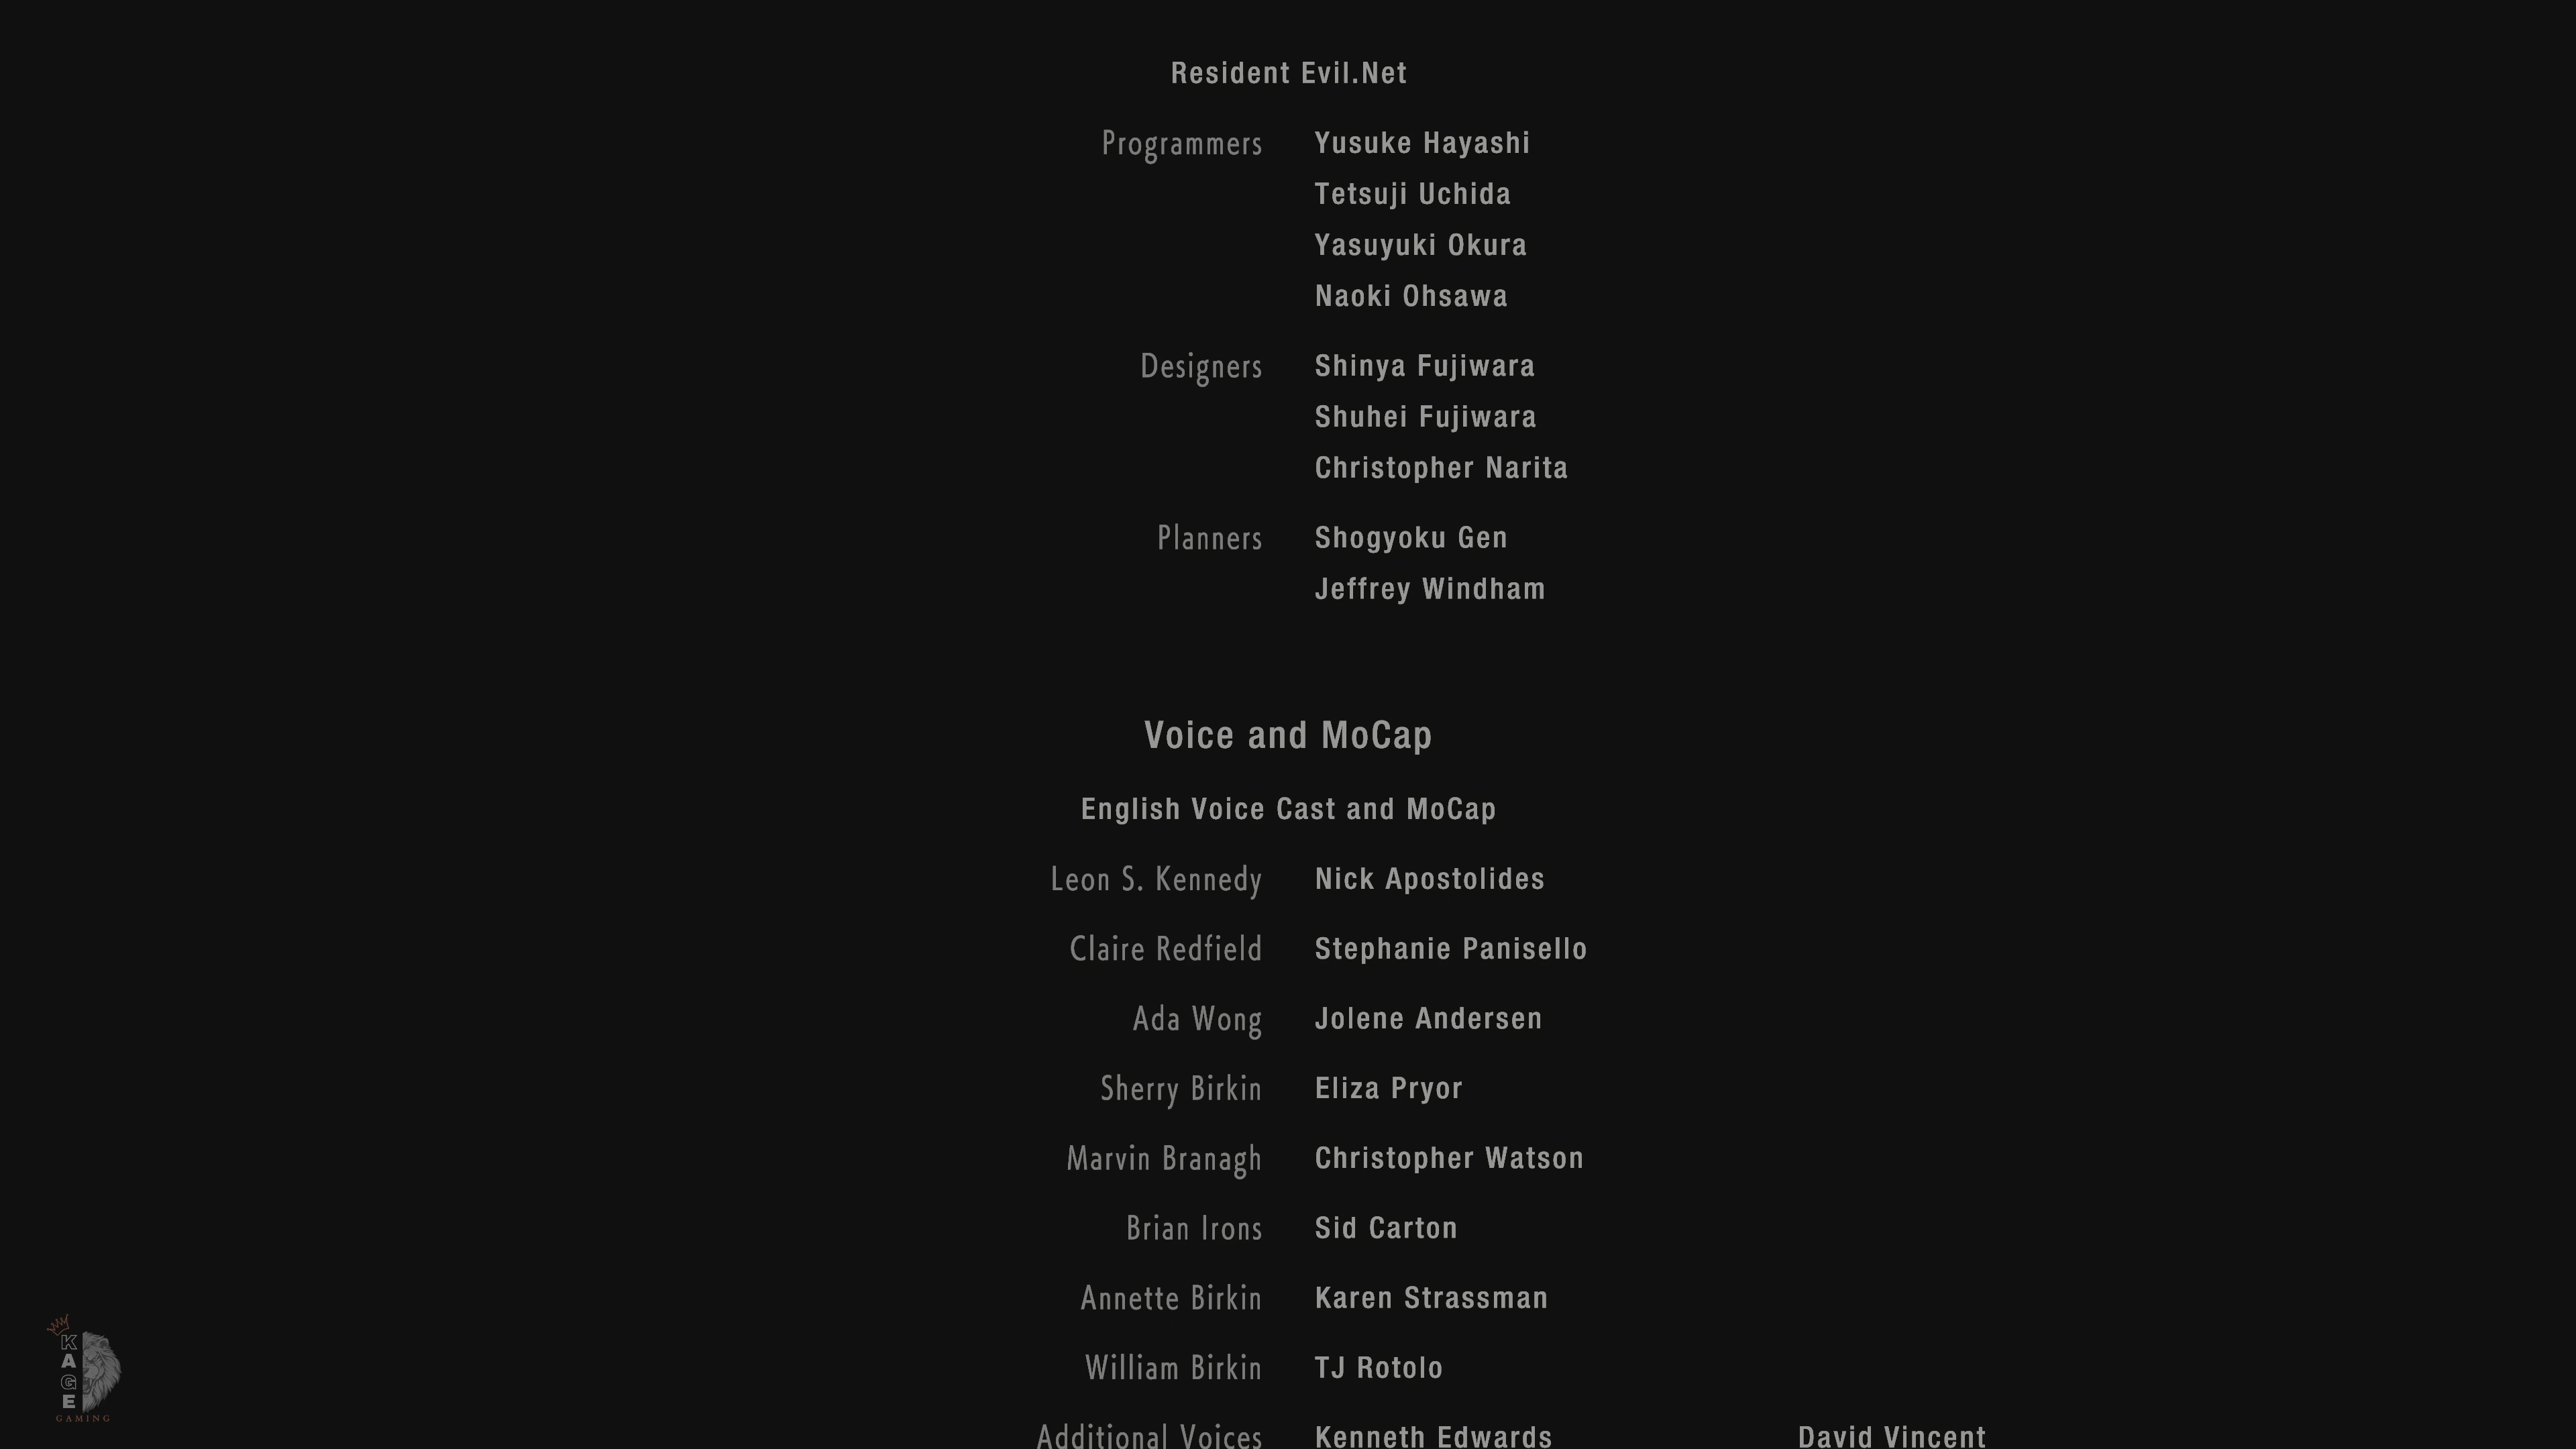 Resident Evil.Net
Programmers Yusuke Hayashi
Tetsuji Uchida
Yasuyuki Okura
Naoki Ohsawa
Designers Shinya Fujiwara
Shuhei Fujiwara
Christopher Narita
Planners Shogyoku Gen
Jeffrey Windham
Voice and MoCap
English Voice Cast and MoCap
Leon S. Kennedy Nick Apostolides
Claire Redfield Stephanie Panisello
Ada Wong Jolene Andersen
Sherry Birkin Eliza Pryor
Marvin Branagh Christopher Watson
Brian Irons Sid Carton
Annette Birkin Karen Strassman
William Birkin TJ Rotolo
Additional Voices Kenneth Edwards David Vincent
KAGE
GAMING